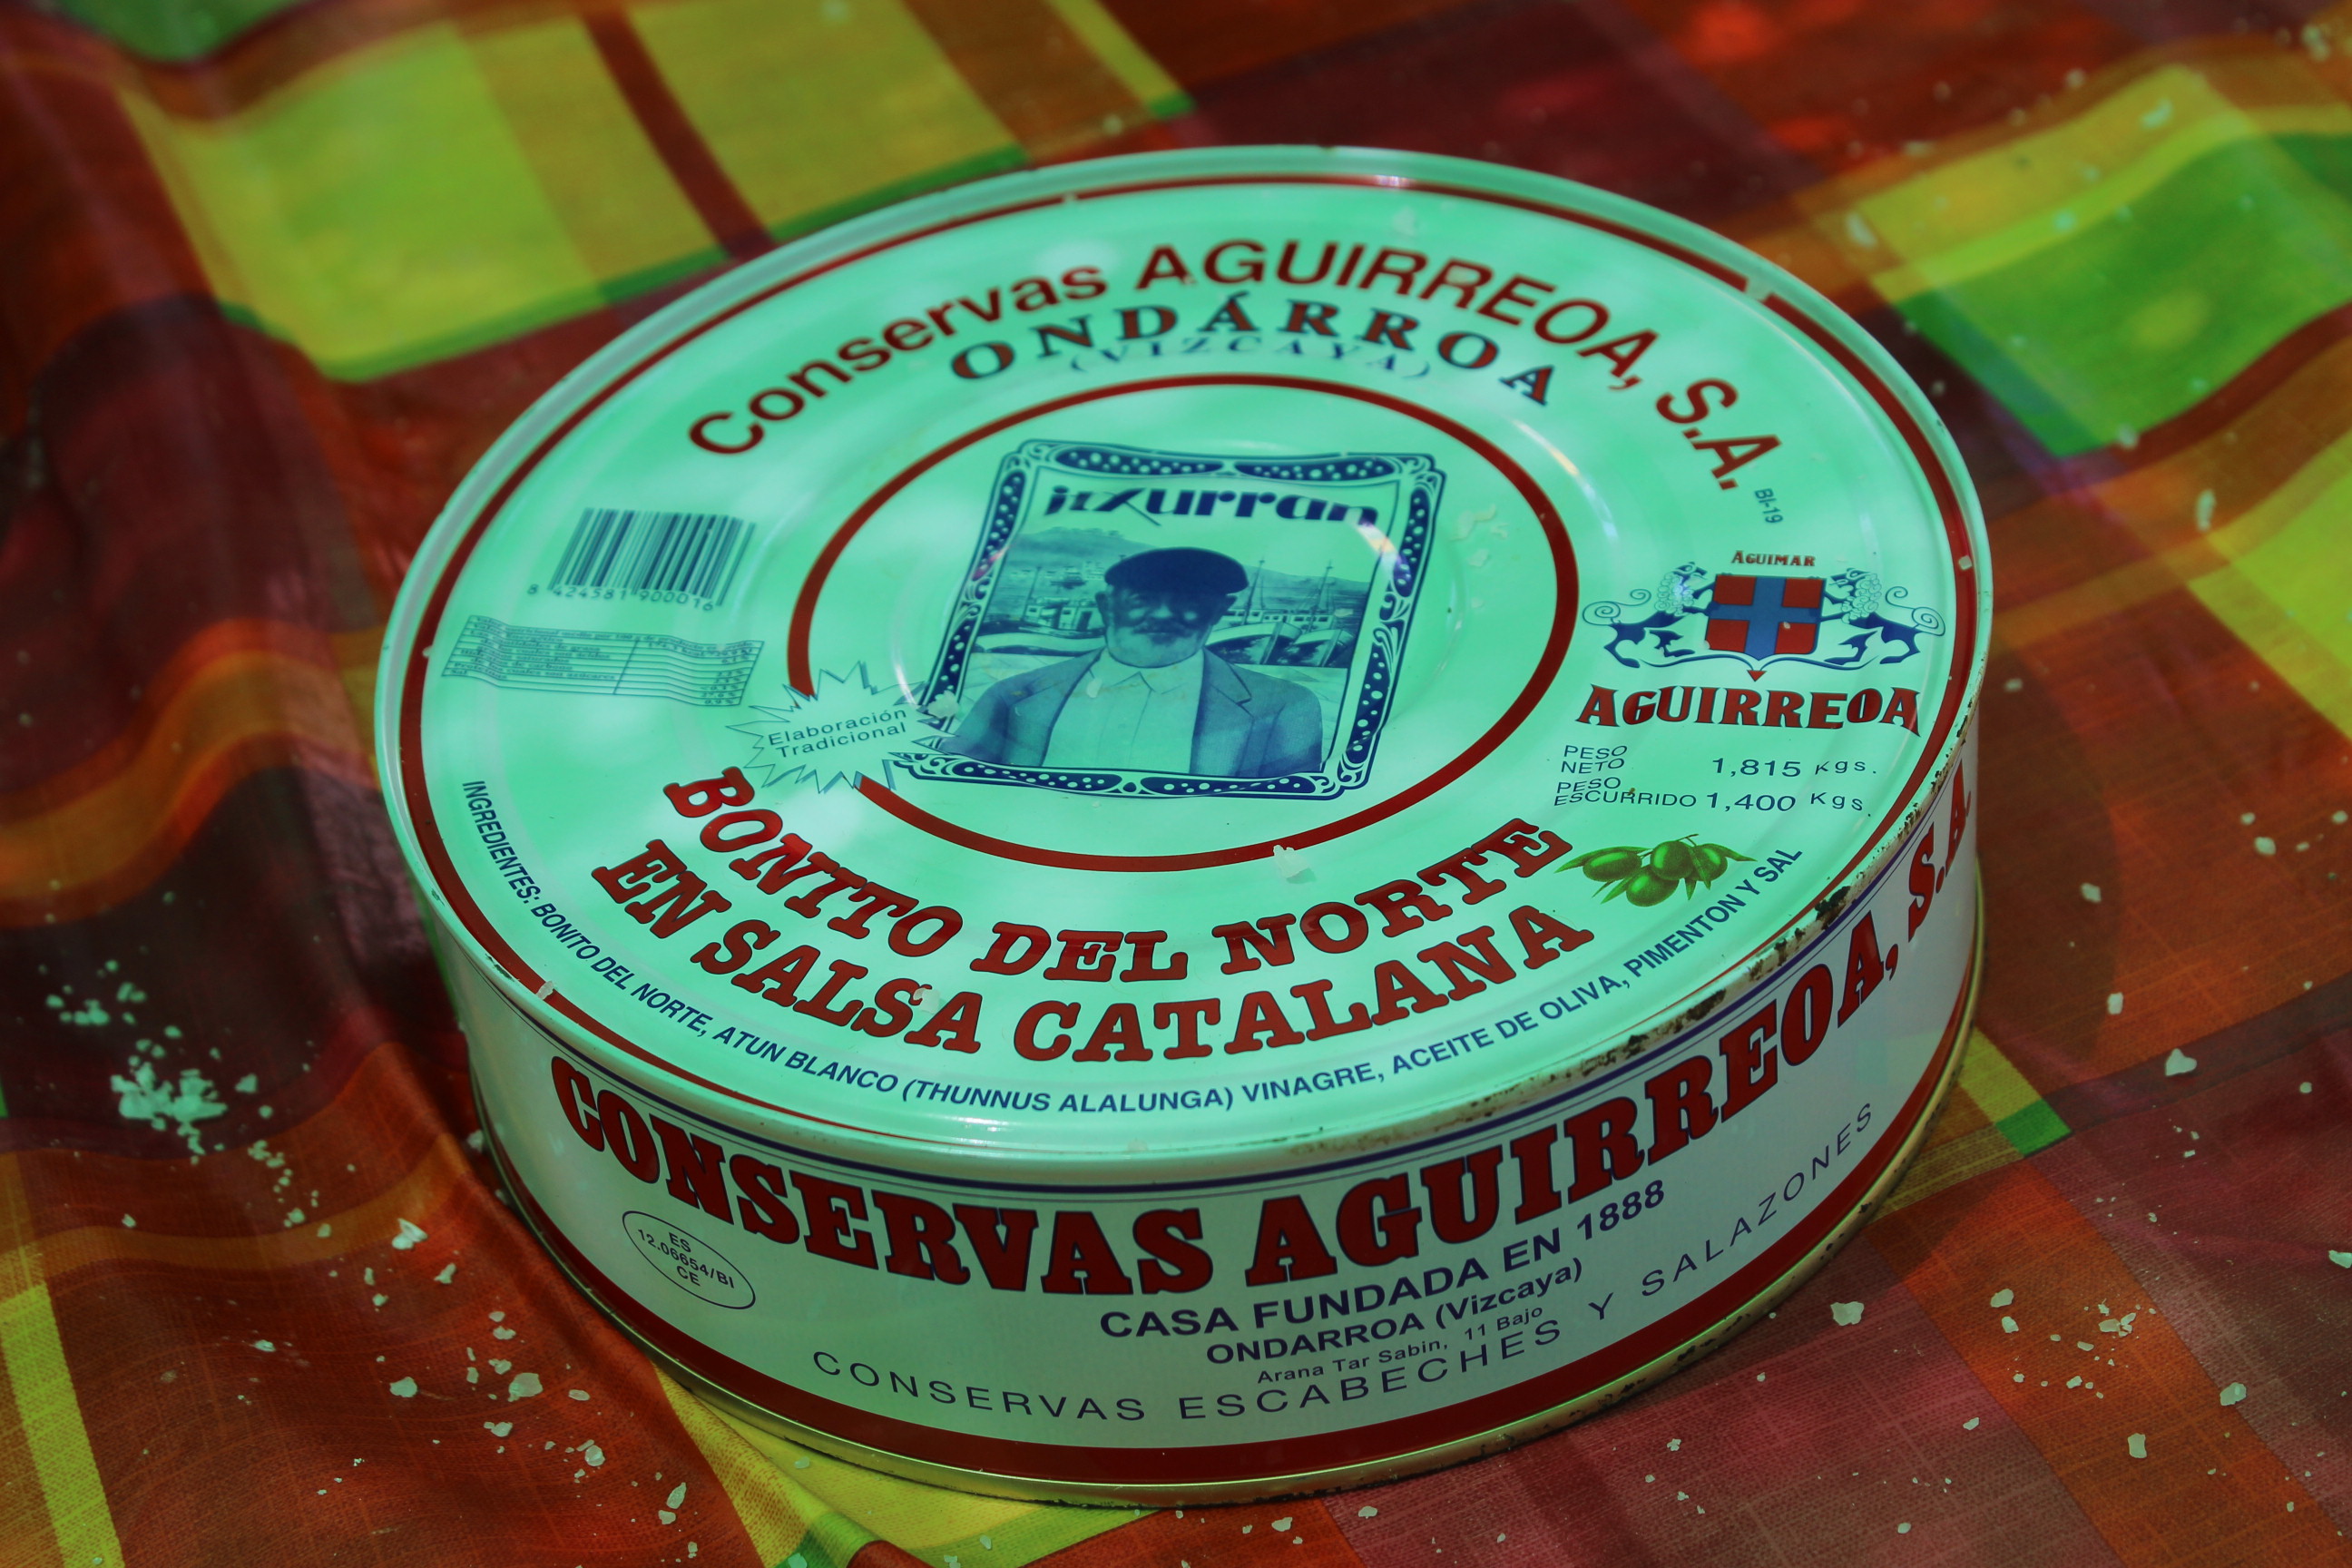 Conservas AGUIRREOA, S.A.
BI-19
ONDÁRROA
(VIZCAYA)
itxurran
8 424581 900016
AGUIMAR
AGUIRREOA
Elaboración
Tradicional
PESO
NETO 1,815 Kgs.
PESO
ESCURRIDO 1,400 Kgs
BONITO DEL NORTE
EN SALSA CATALANA
INGREDIENTES: BONITO DEL NORTE, ATUN BLANCO (THUNNUS ALALUNGA) VINAGRE, ACEITE DE OLIVA, PIMENTON Y SAL
CONSERVAS AGUIRREOA, S.A
ES
12.06654/BI
CE
CASA FUNDADA EN 1888
ONDARROA (Vizcaya)
Arana Tar Sabin, 11 Bajo
CONSERVAS ESCABECHES Y SALAZONES